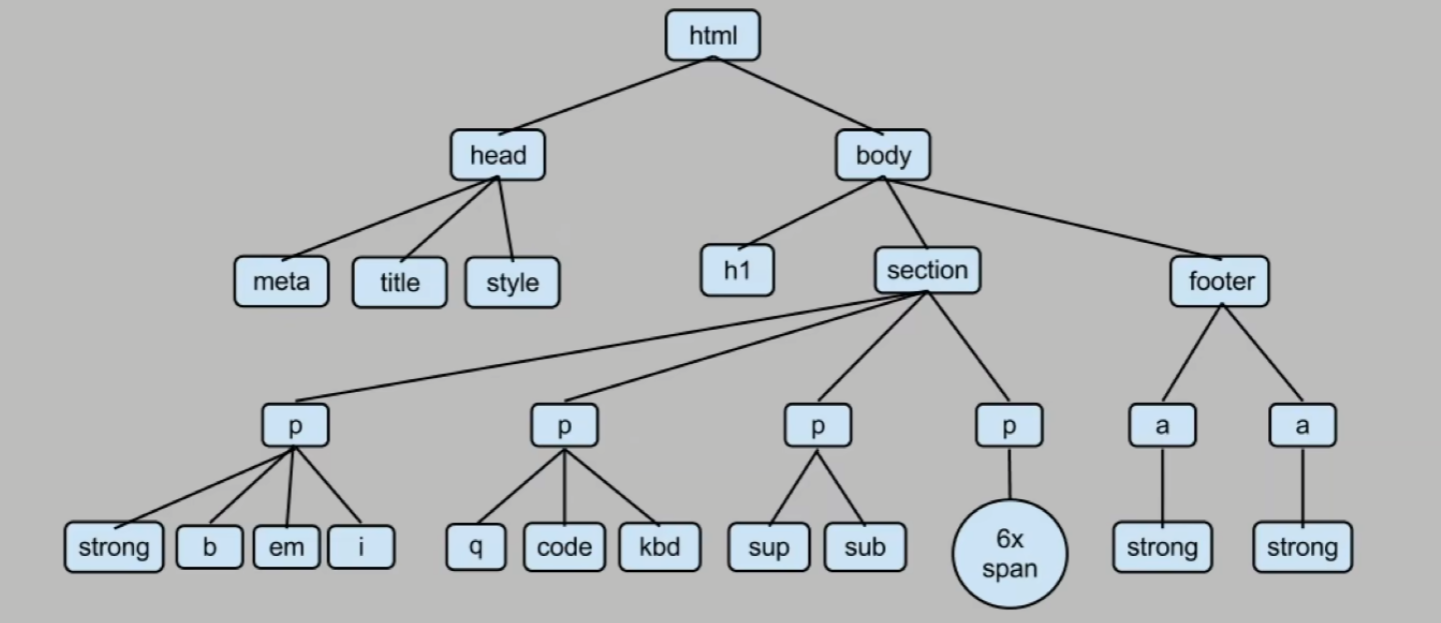 html
head
body
meta
title
style
h1
section
footer
p
p
p
p
a
a
strong
b
em
i
q
code
kbd
sup
sub
6x
span
strong
strong